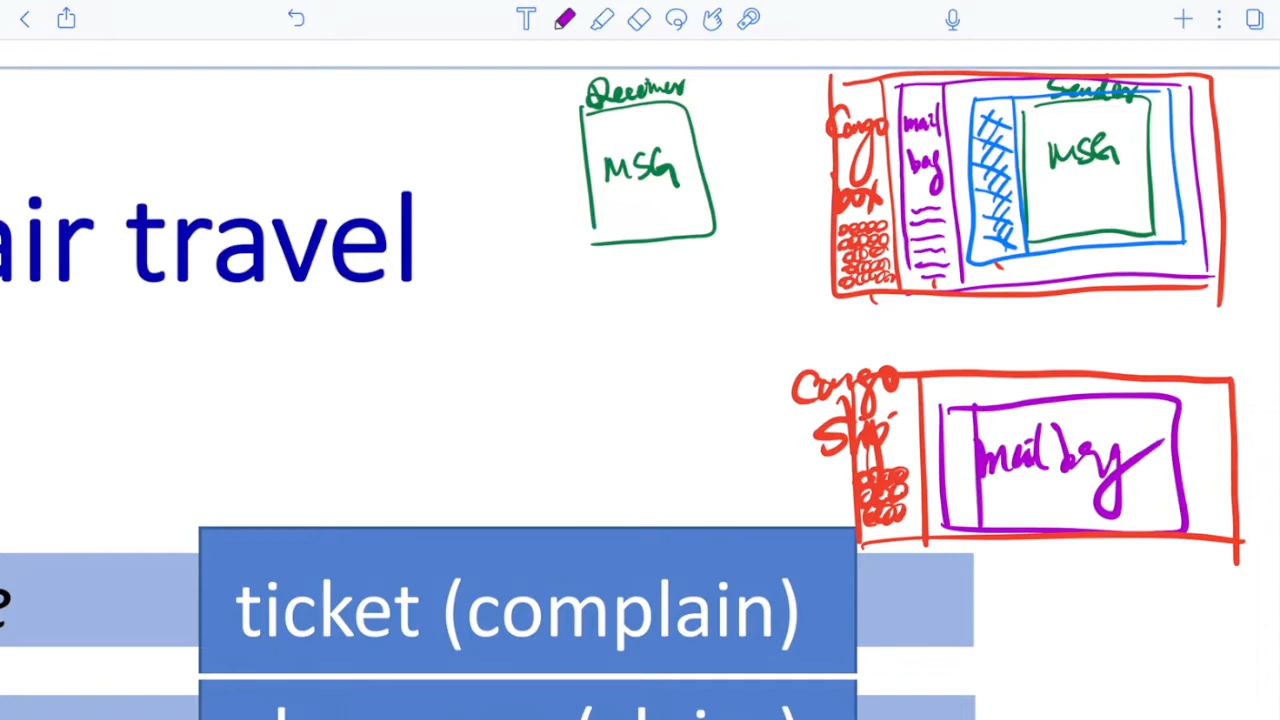 Receiver
MSG
Sender
MSG
Cargo
box
mail
bag
air travel
Cargo
Ship
mail bag
e
ticket (complain)